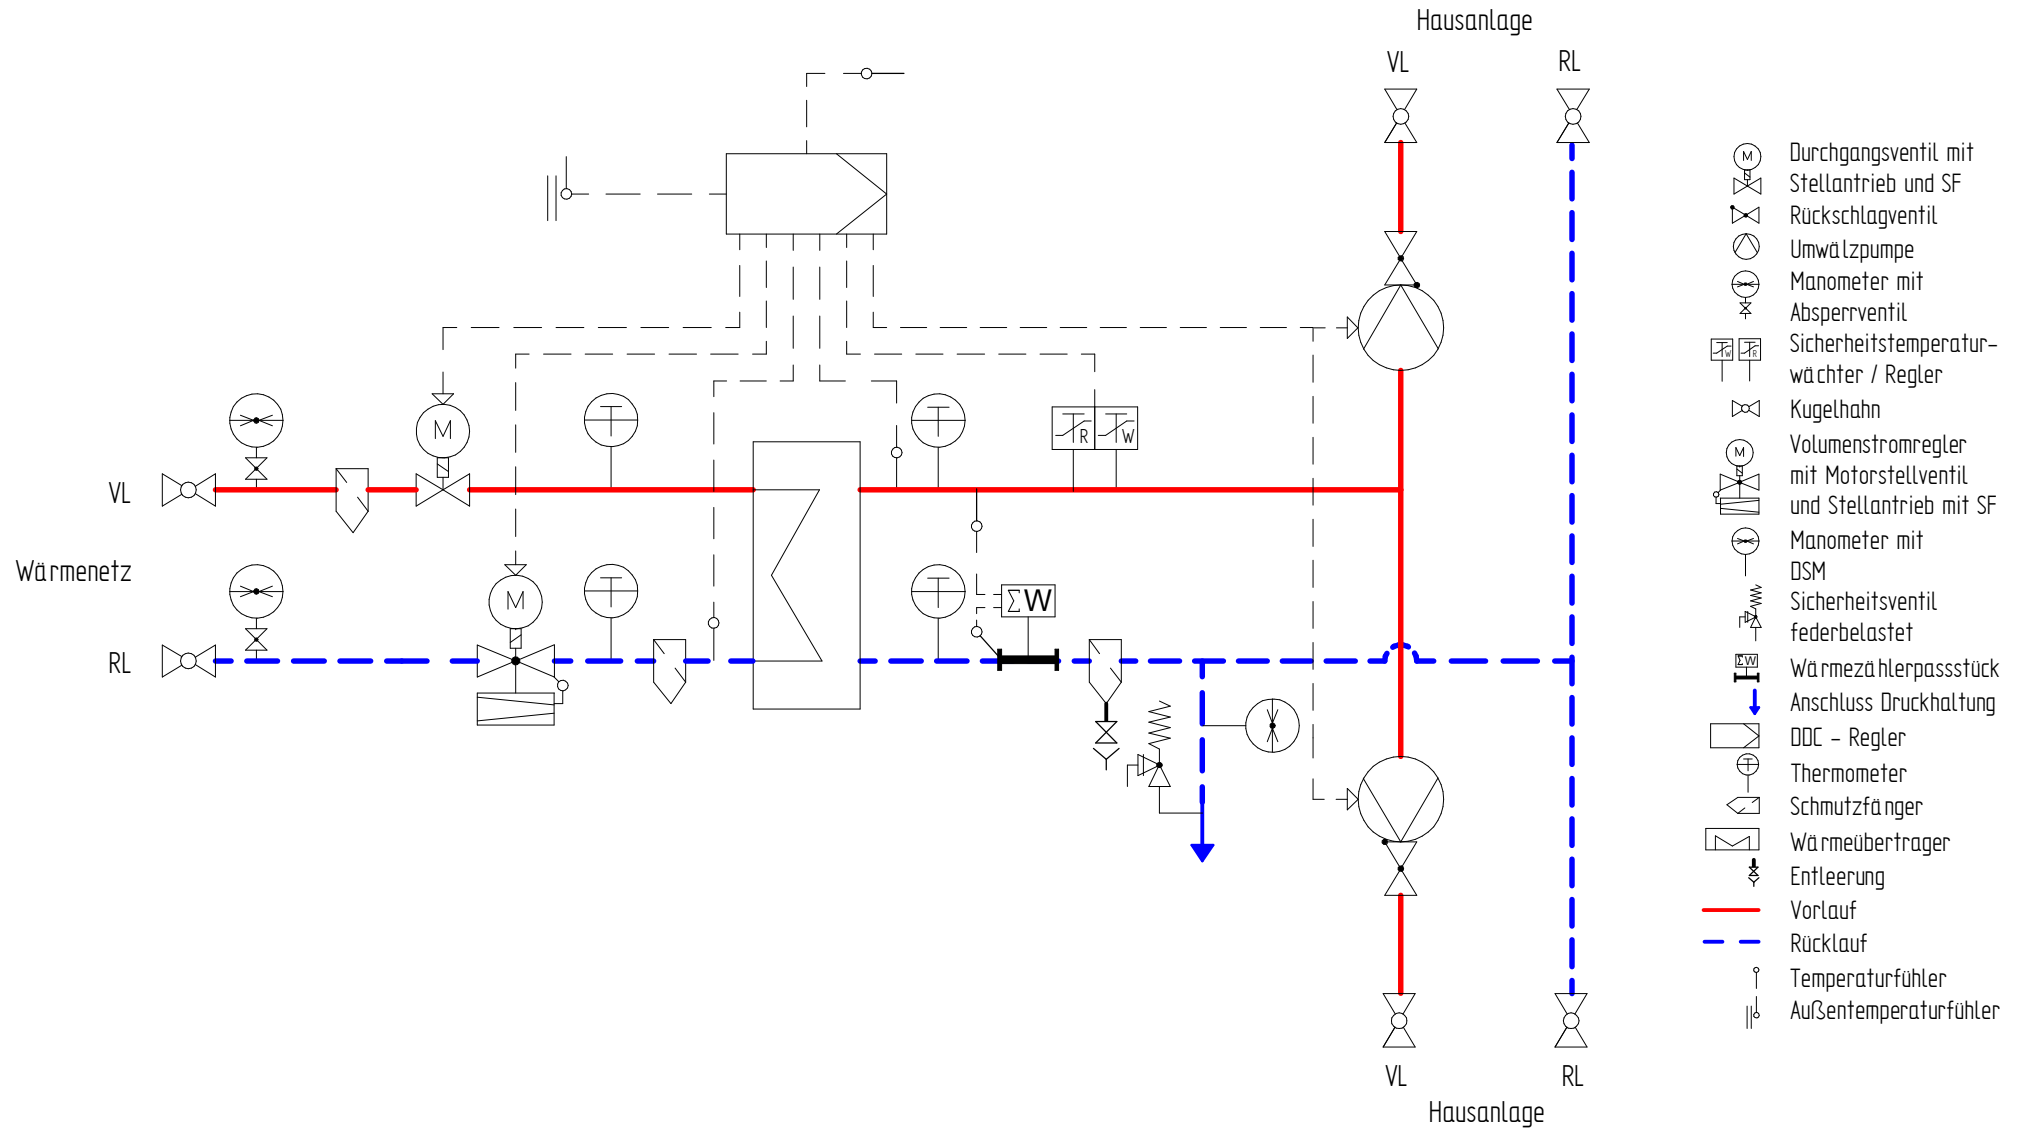 Hausanlage
VL
RL
M
M
T
T
T
T
R
W
ΣW
VL
Wärmenetz
RL
VL
RL
Hausanlage
M
Durchgangsventil mit
Stellantrieb und SF
Rückschlagventil
Umwälzpumpe
Manometer mit
Absperrventil
W
R
Sicherheitstemperatur-
wächter / Regler
Kugelhahn
M
Volumenstromregler
mit Motorstellventil
und Stellantrieb mit SF
Manometer mit
DSM
Sicherheitsventil
federbelastet
ΣW
Wärmezählerpassstück
Anschluss Druckhaltung
DDC - Regler
T
Thermometer
Schmutzfänger
Wärmeübertrager
Entleerung
Vorlauf
Rücklauf
Temperaturfühler
Außentemperaturfühler